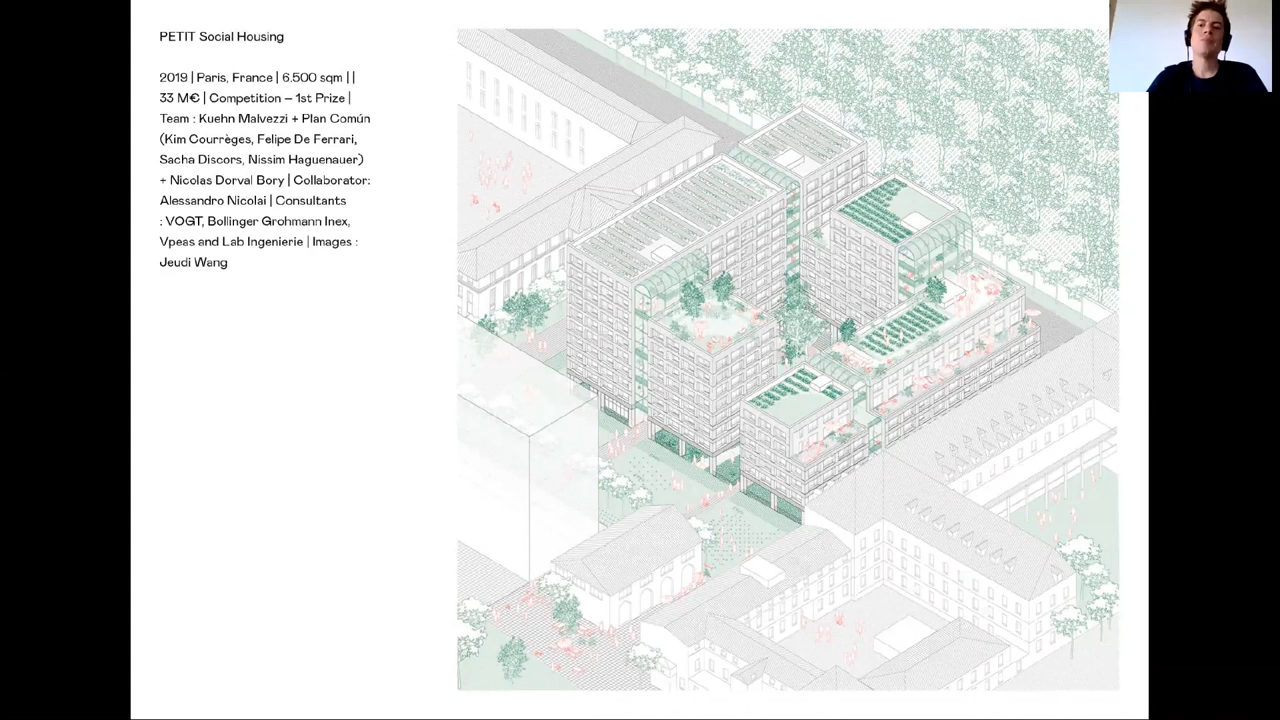 PETIT Social Housing
2019 | Paris, France | 6.500 sqm | |
33 M€ | Competition – 1st Prize |
Team : Kuehn Malvezzi + Plan Común
(Kim Courrèges, Felipe De Ferrari,
Sacha Discors, Nissim Haguenauer)
+ Nicolas Dorval Bory | Collaborator:
Alessandro Nicolai | Consultants
: VOGT, Bollinger Grohmann Inex,
Vpeas and Lab Ingenierie | Images :
Jeudi Wang